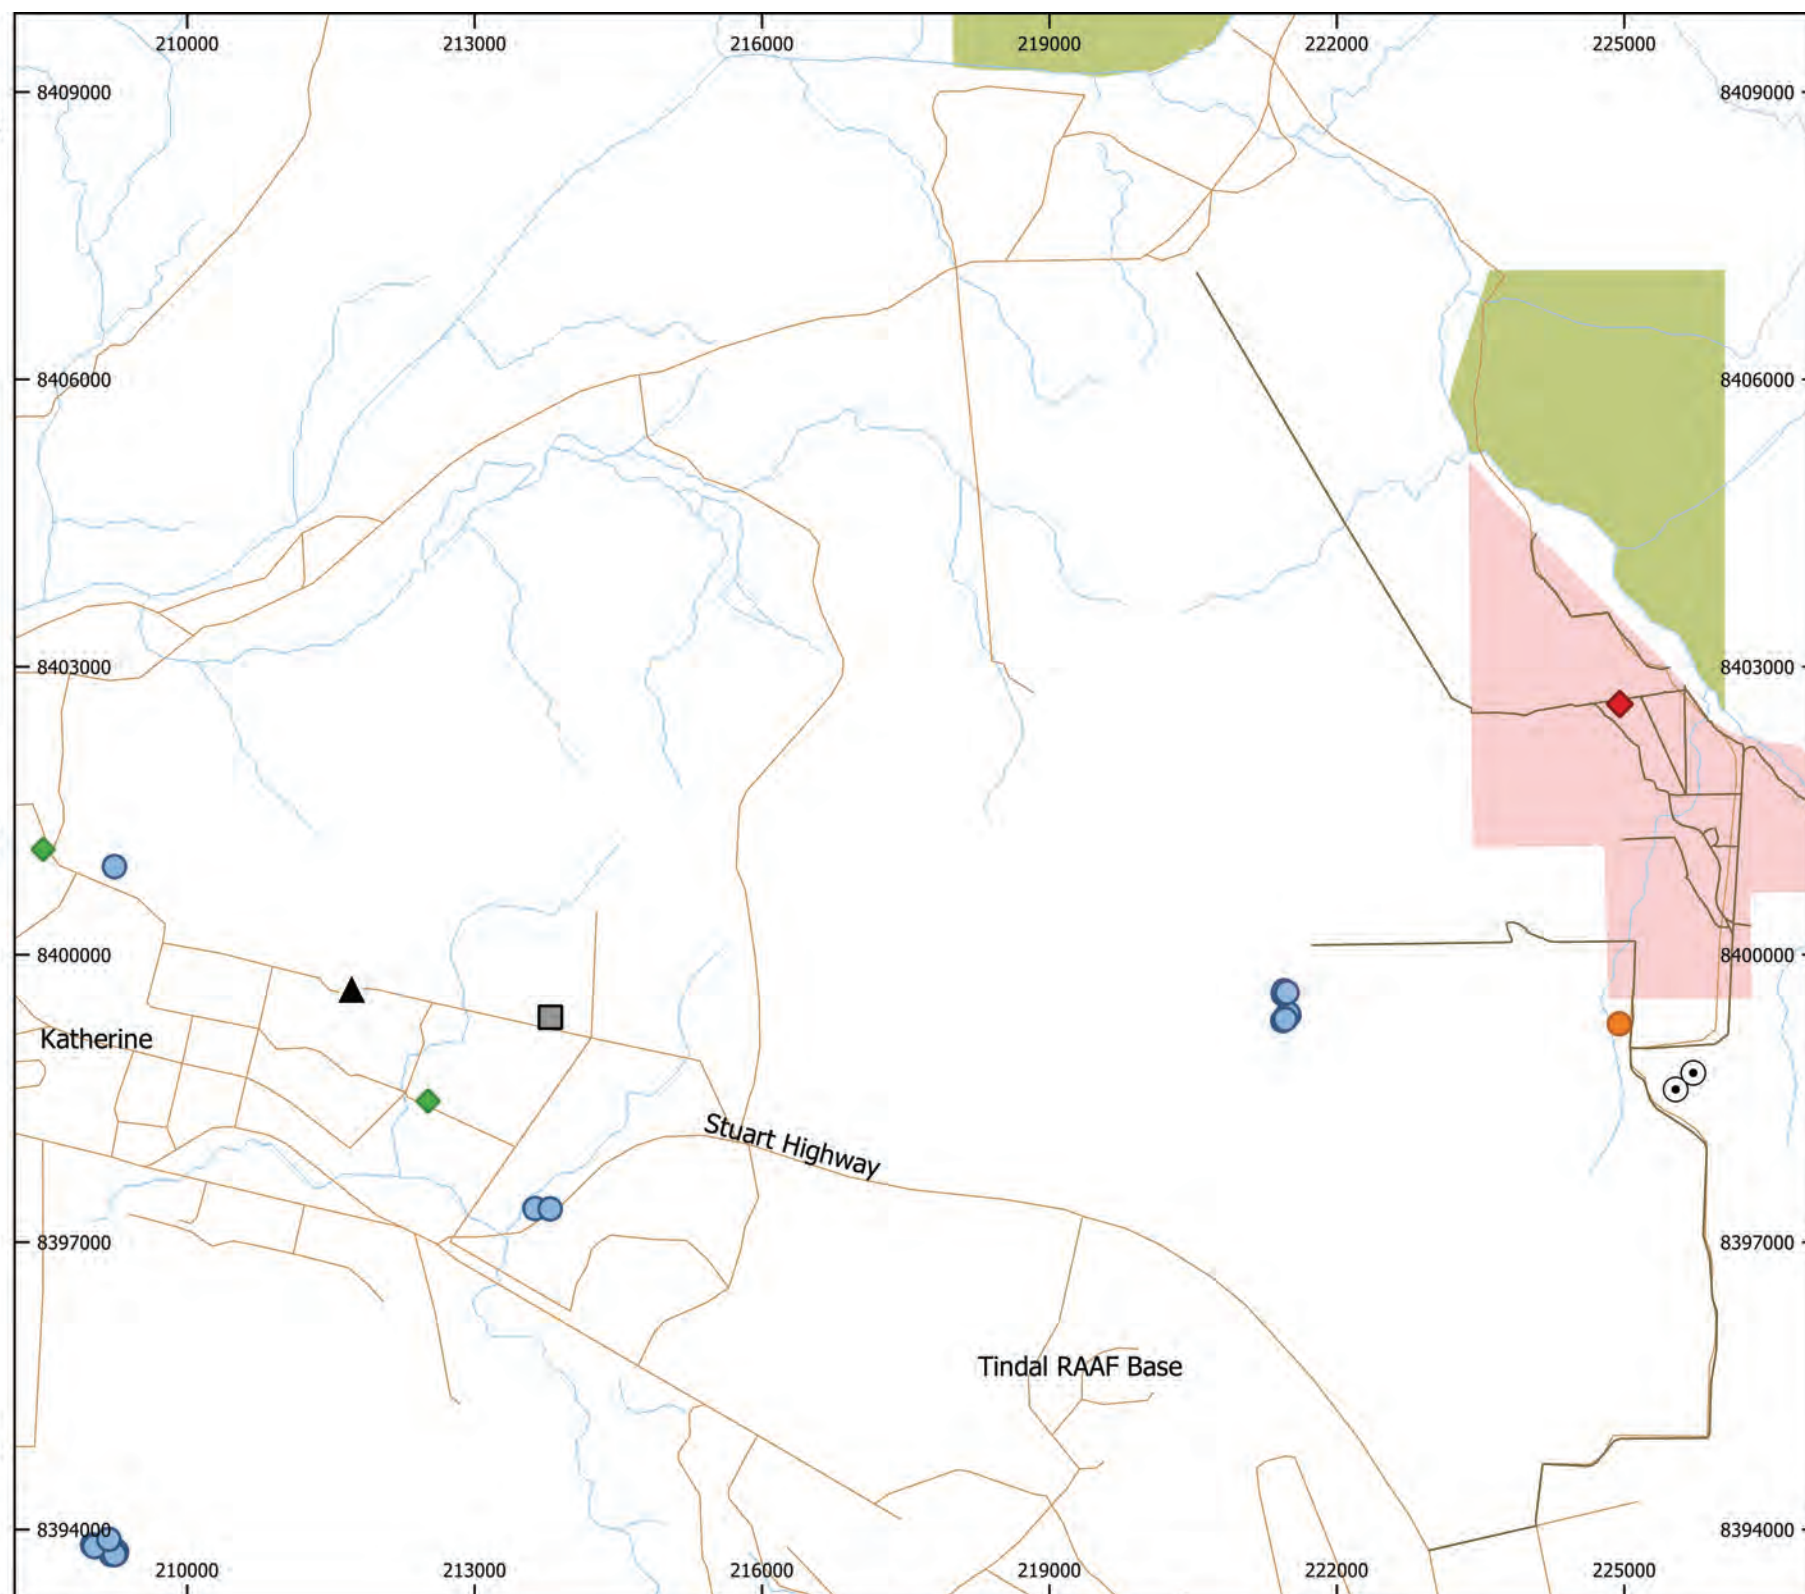 210000 213000 216000 219000 222000 225000
8409000 8409000
8406000 8406000
8403000 8403000
8400000 8400000
Katherine
Stuart Highway
8397000 8397000
Tindal RAAF Base
8394000 8394000
210000 213000 216000 219000 222000 225000